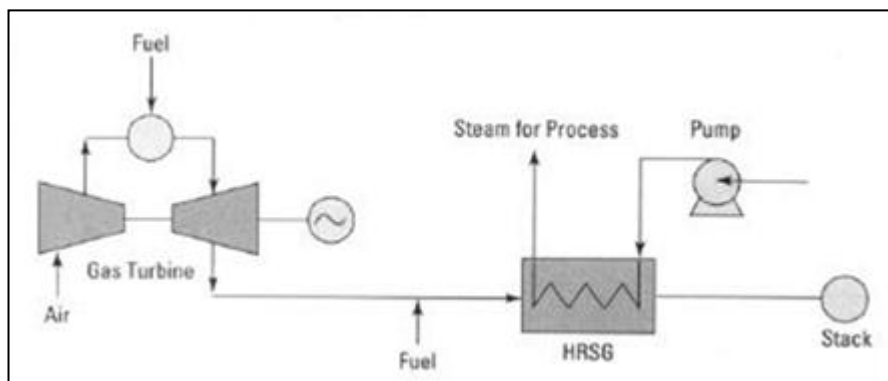 Fuel
Steam for Process
Pump
Gas Turbine
Air
Fuel
HRSG
Stack